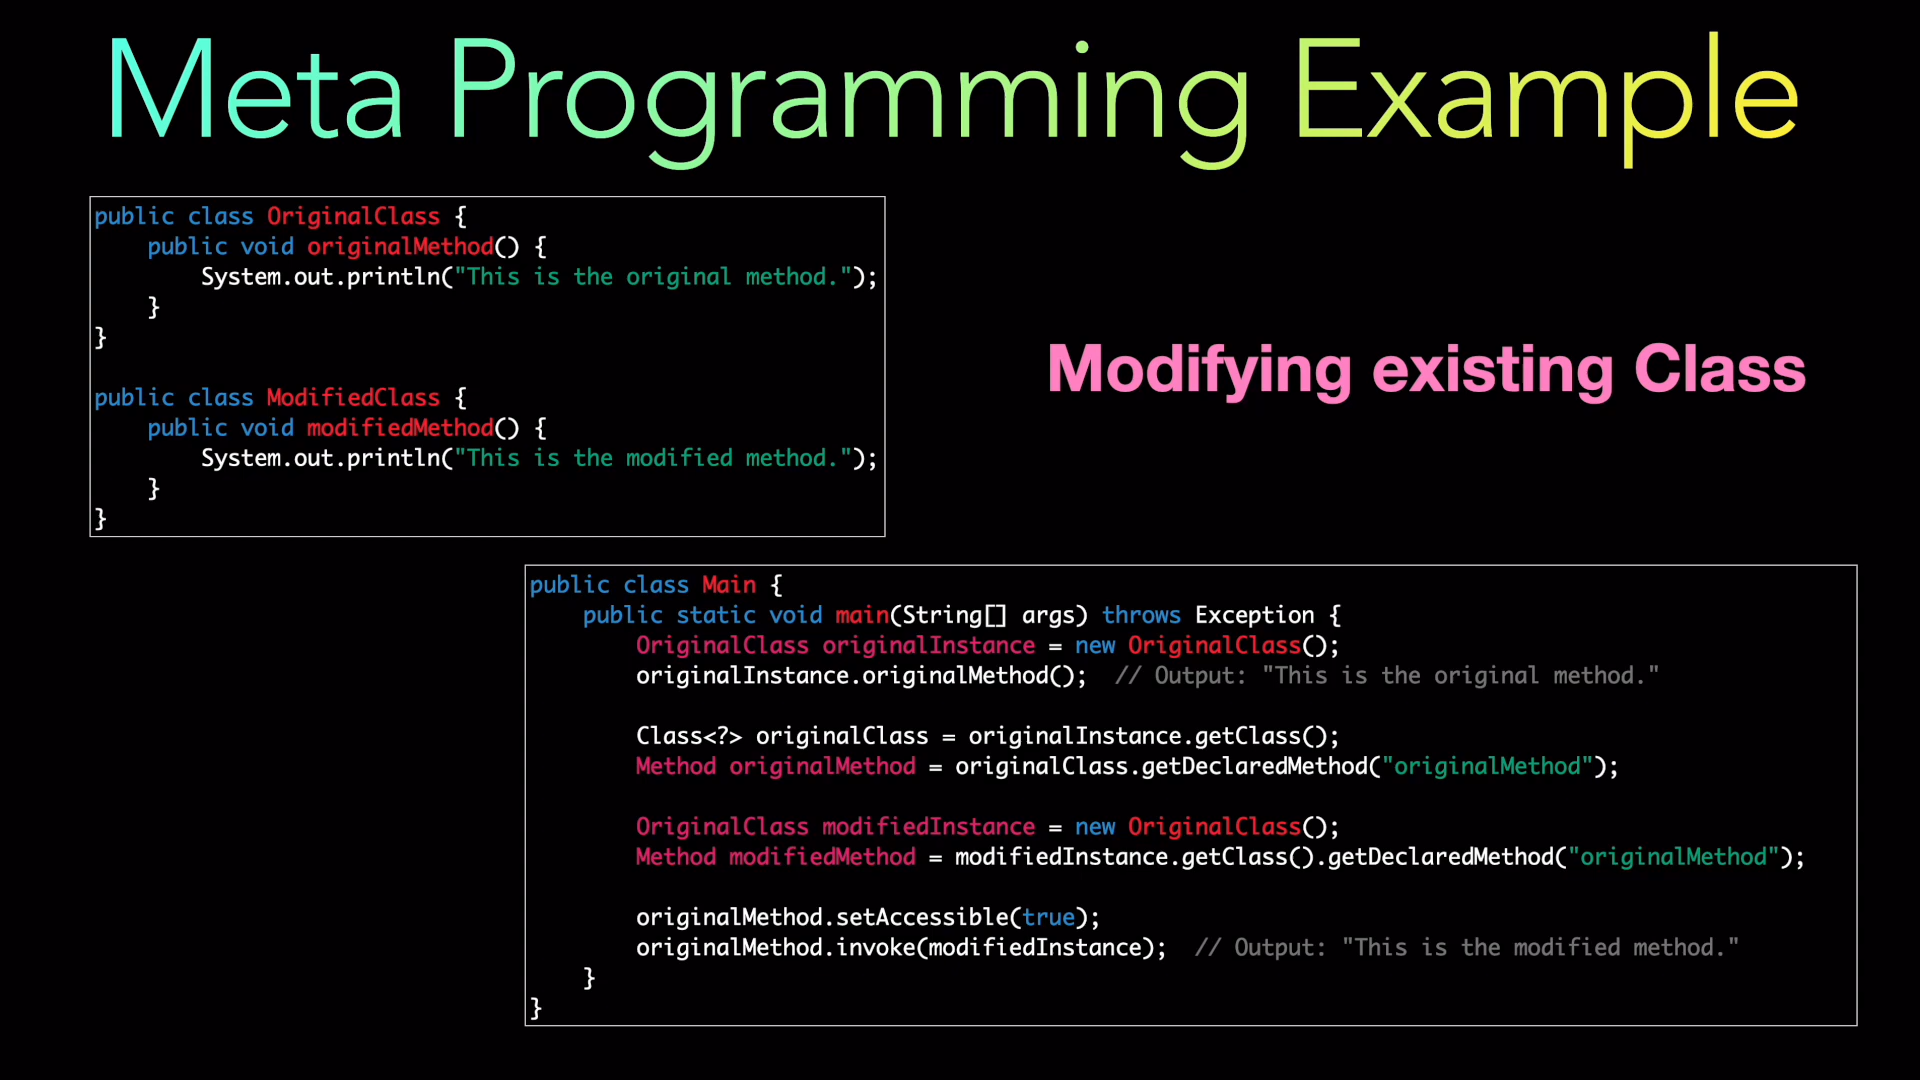 Meta Programming Example
public class OriginalClass {
    public void originalMethod() {
        System.out.println("This is the original method.");
    }
}
public class ModifiedClass {
    public void modifiedMethod() {
        System.out.println("This is the modified method.");
    }
}
Modifying existing Class
public class Main {
    public static void main(String[] args) throws Exception {
        OriginalClass originalInstance = new OriginalClass();
        originalInstance.originalMethod();  // Output: "This is the original method."
        Class<?> originalClass = originalInstance.getClass();
        Method originalMethod = originalClass.getDeclaredMethod("originalMethod");
        OriginalClass modifiedInstance = new OriginalClass();
        Method modifiedMethod = modifiedInstance.getClass().getDeclaredMethod("originalMethod");
        originalMethod.setAccessible(true);
        originalMethod.invoke(modifiedInstance);  // Output: "This is the modified method."
    }
}